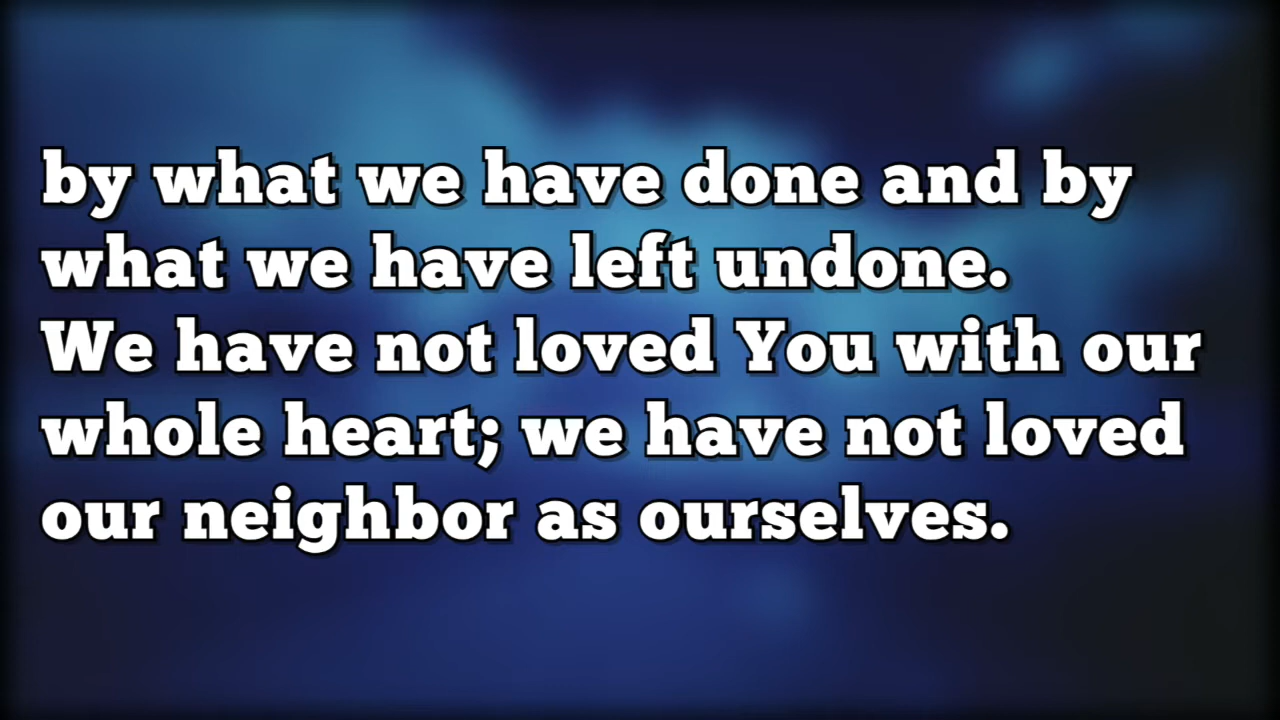 by what we have done and by
what we have left undone.
We have not loved You with our
whole heart; we have not loved
our neighbor as ourselves.